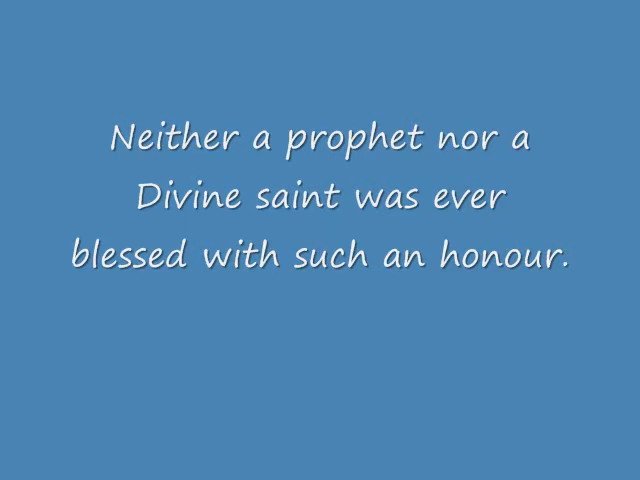 Neither a prophet nor a
Divine saint was ever
blessed with such an honour.